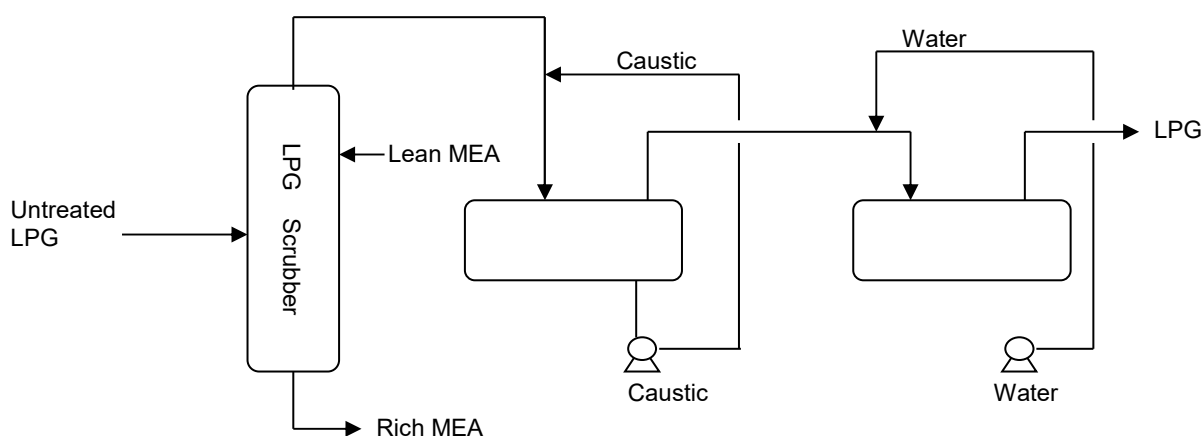 Water
Caustic
LPG
Lean MEA
LPG Scrubber
Untreated
LPG
Caustic
Water
Rich MEA